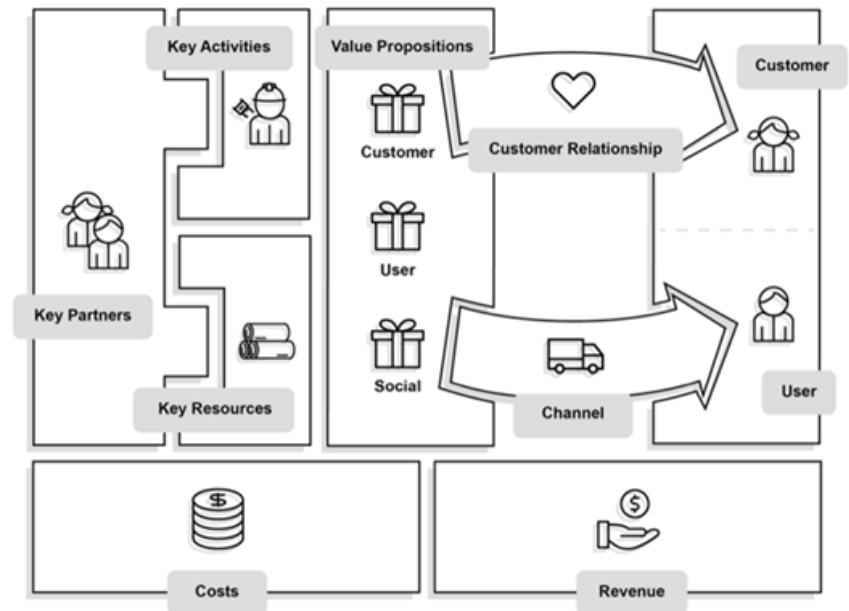 Key Activities
Value Propositions
Customer
Customer
Customer Relationship
User
Key Partners
Social
User
Key Resources
Channel
Costs
Revenue